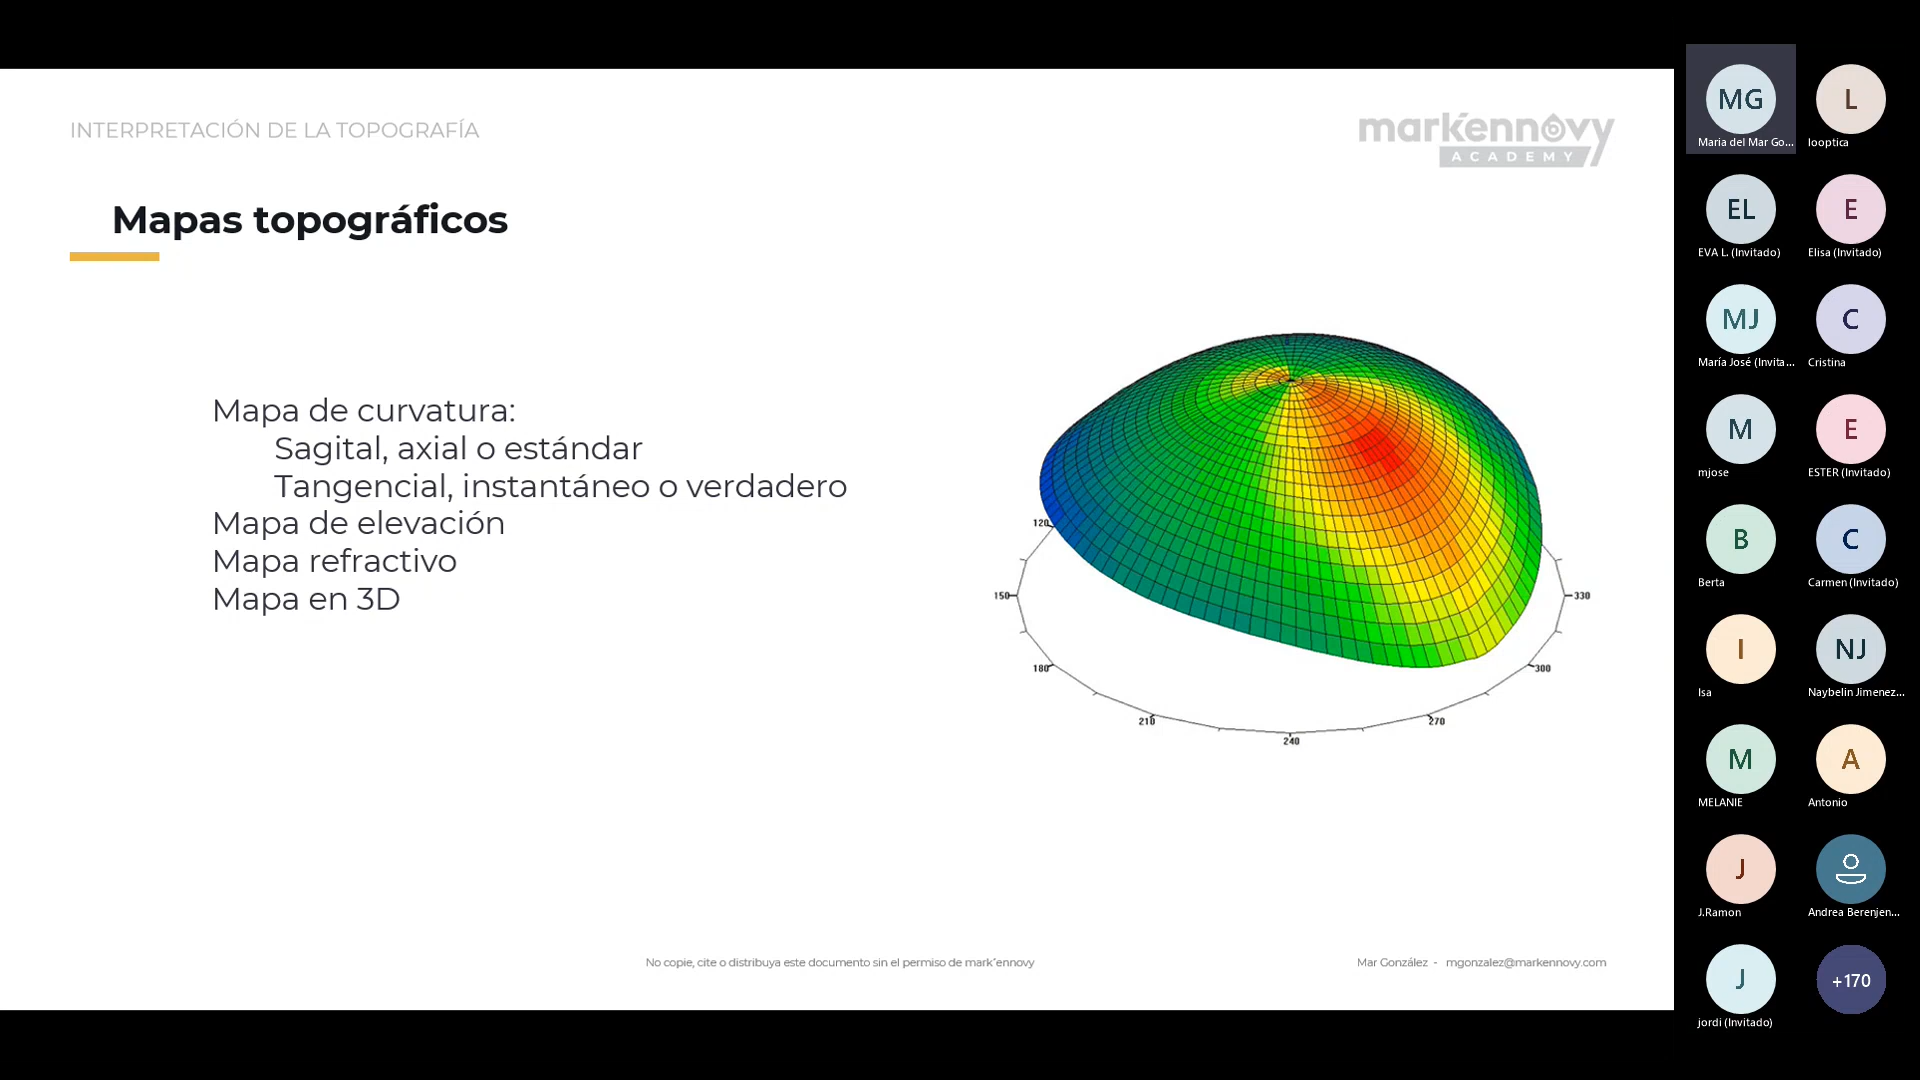 INTERPRETACIÓN DE LA TOPOGRAFÍA
mark'ennovy
ACADEMY
Mapas topográficos
Mapa de curvatura:
Sagital, axial o estándar
Tangencial, instantáneo o verdadero
Mapa de elevación
Mapa refractivo
Mapa en 3D
120
150
330
180
300
210
270
240
No copie, cite o distribuya este documento sin el permiso de mark'ennovy
Mar González - mgonzalez@markennovy.com
MG
Maria del Mar Go...
L
looptica
EL
EVA L. (Invitado)
E
Elisa (Invitado)
MJ
María José (Invita...
C
Cristina
M
mjose
E
ESTER (Invitado)
B
Berta
C
Carmen (Invitado)
I
Isa
NJ
Naybelin Jimenez...
M
MELANIE
A
Antonio
J
J.Ramon
Andrea Berenjen...
J
jordi (Invitado)
+170